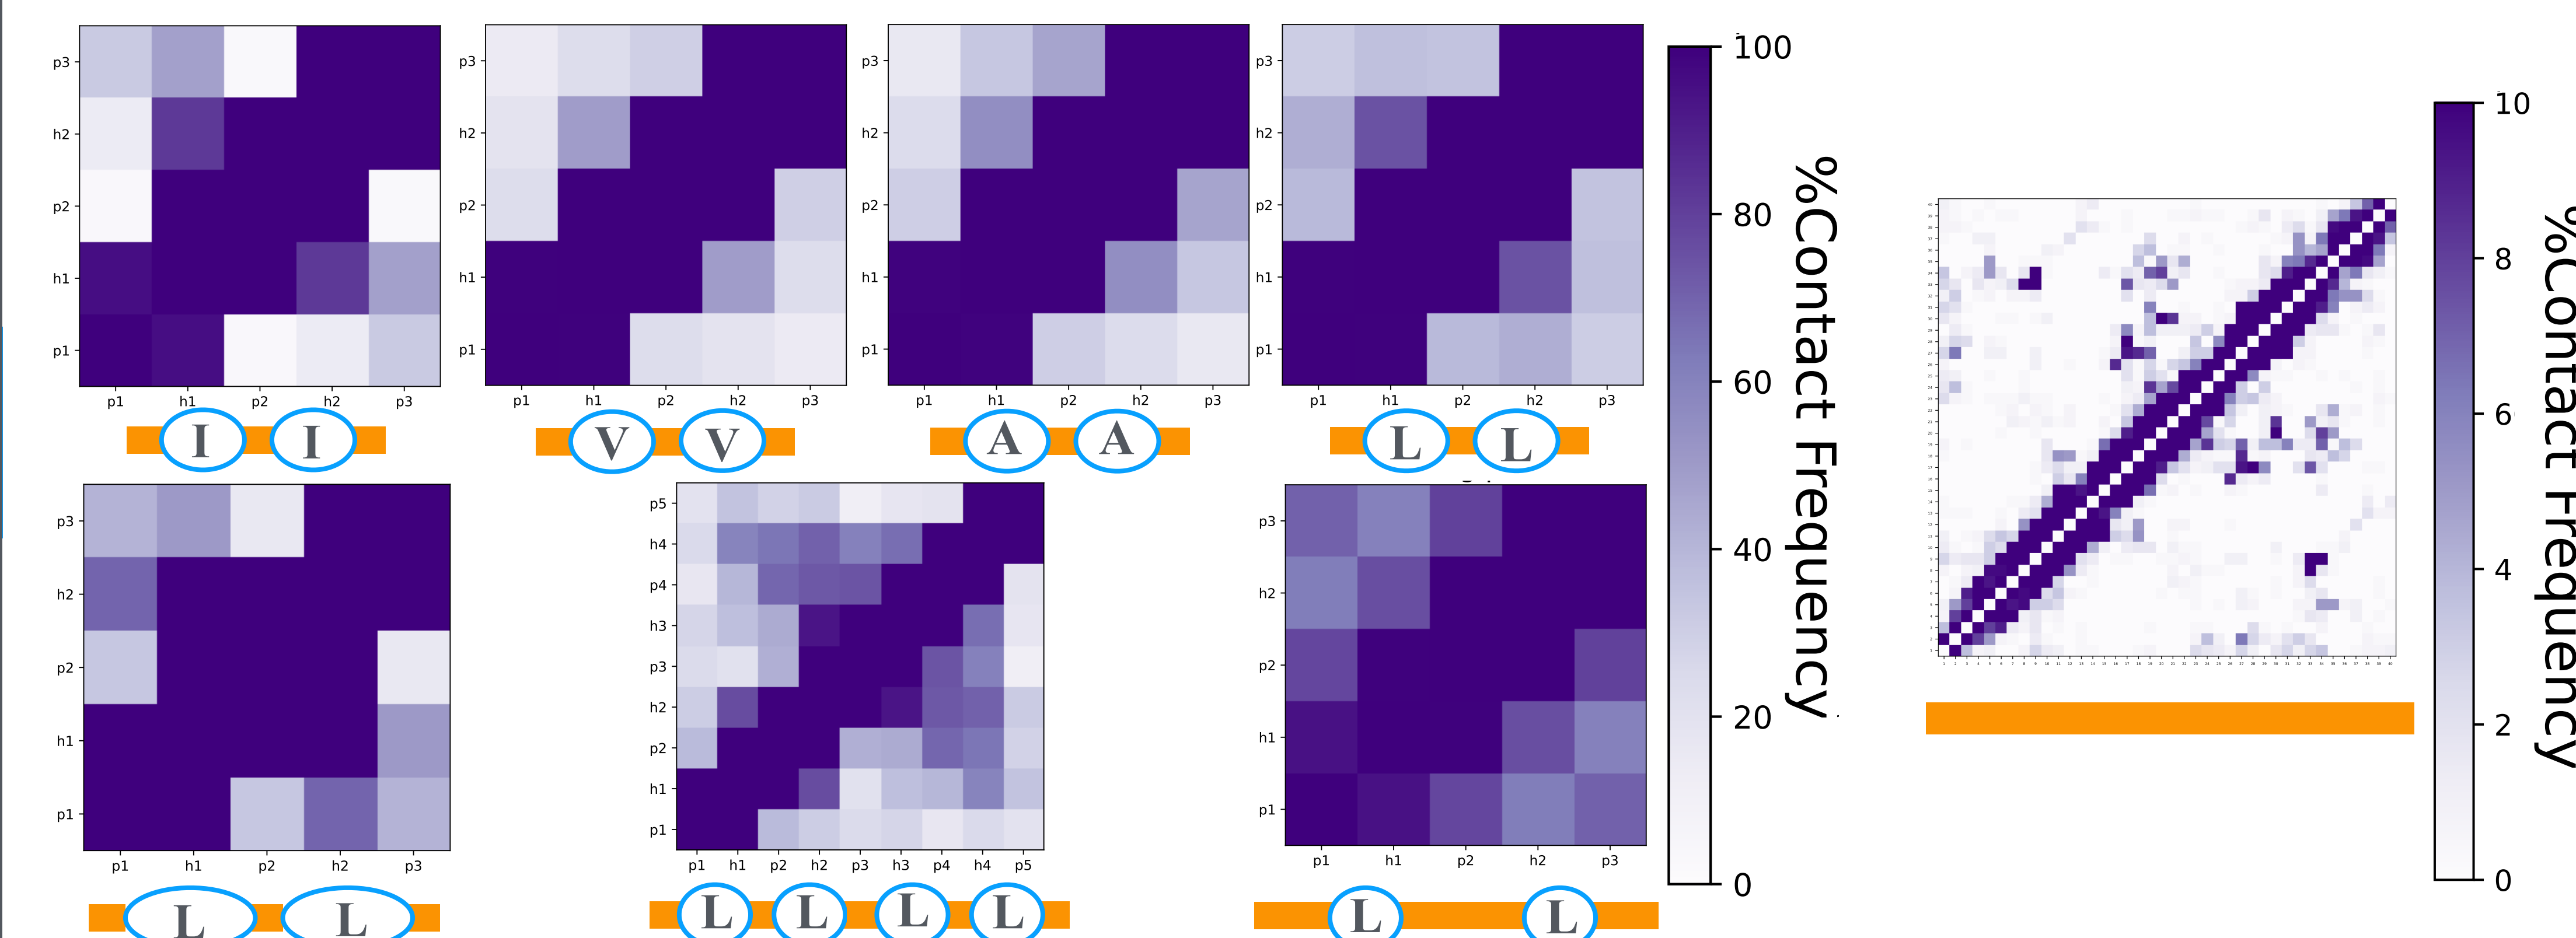 p3
h2
p2
h1
p1
p1 h1 p2 h2 p3
I I
p3
h2
p2
h1
p1
p1 h1 p2 h2 p3
V V
p3
h2
p2
h1
p1
p1 h1 p2 h2 p3
A A
p3
h2
p2
h1
p1
p1 h1 p2 h2 p3
L L
100
80
60
40
20
0
%Contact Frequency
p3
h2
p2
h1
p1
p1 h1 p2 h2 p3
L L
p5
h4
p4
h3
p3
h2
p2
h1
p1
p1 h1 p2 h2 p3 h3 p4 h4 p5
L L L L
p3
h2
p2
h1
p1
p1 h1 p2 h2 p3
L L
10
8
6
4
2
0
%Contact Frequency